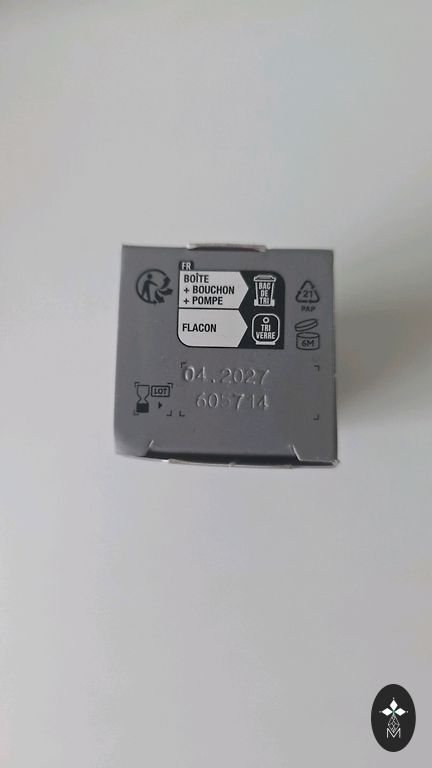 FR
BOÎTE
+ BOUCHON
+ POMPE
BAC
DE
TRI
FLACON
TRI
VERRE
21
PAP
6M
LOT
04.2027
605714
M